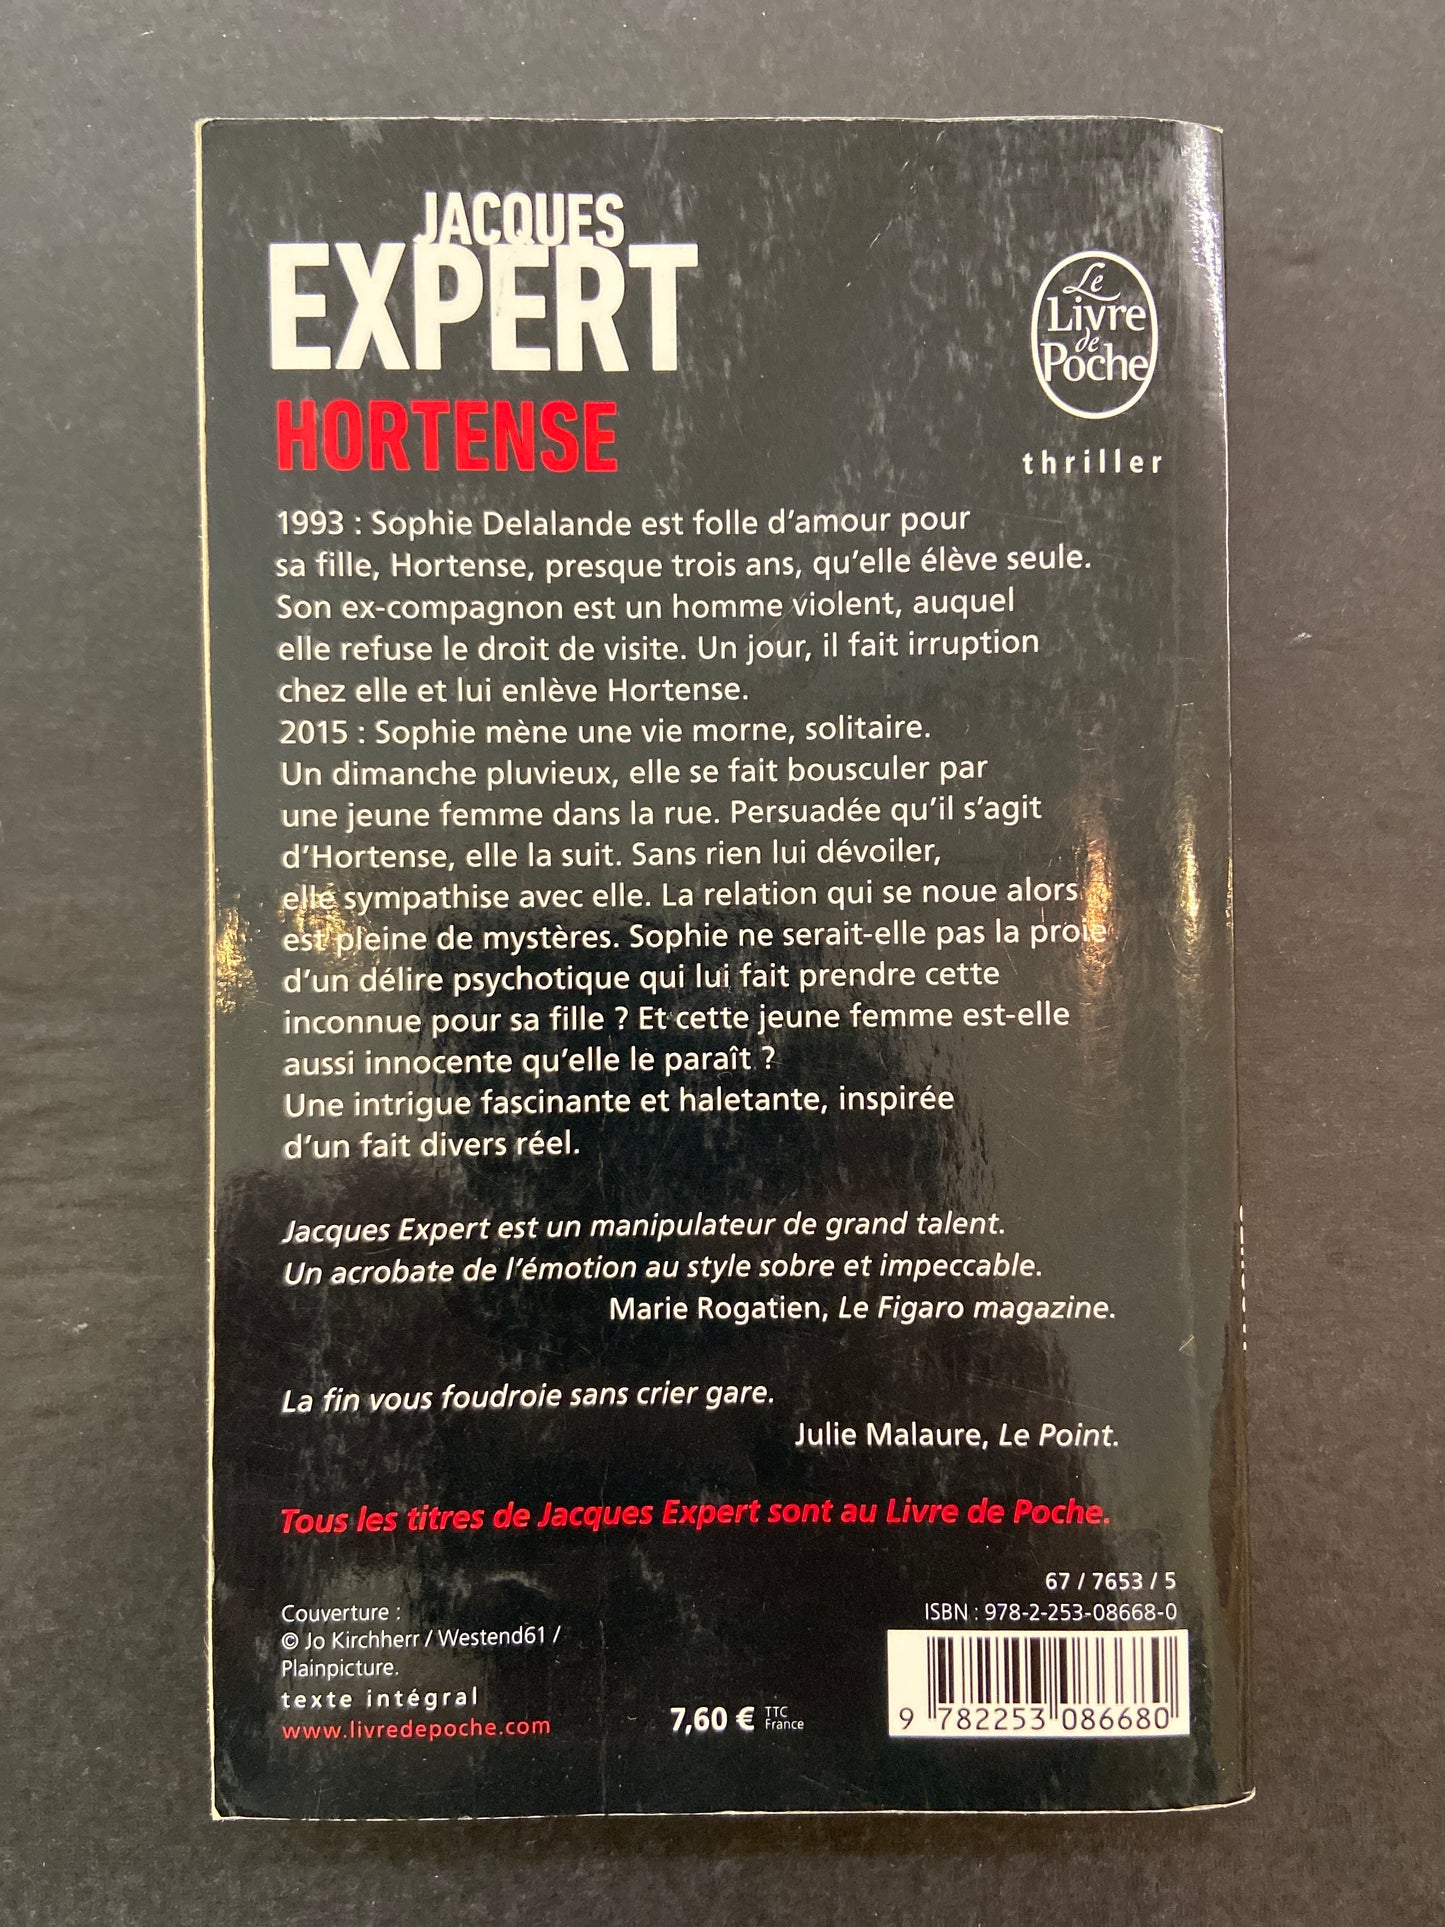 JACQUES
EXPERT
HORTENSE
Le
Livre
de
Poche
thriller
1993 : Sophie Delalande est folle d’amour pour
sa fille, Hortense, presque trois ans, qu’elle élève seule.
Son ex-compagnon est un homme violent, auquel
elle refuse le droit de visite. Un jour, il fait irruption
chez elle et lui enlève Hortense.
2015 : Sophie mène une vie morne, solitaire.
Un dimanche pluvieux, elle se fait bousculer par
une jeune femme dans la rue. Persuadée qu’il s’agit
d’Hortense, elle la suit. Sans rien lui dévoiler,
elle sympathise avec elle. La relation qui se noue alors
est pleine de mystères. Sophie ne serait-elle pas la proie
d’un délire psychotique qui lui fait prendre cette
inconnue pour sa fille ? Et cette jeune femme est-elle
aussi innocente qu’elle le paraît ?
Une intrigue fascinante et haletante, inspirée
d’un fait divers réel.
Jacques Expert est un manipulateur de grand talent.
Un acrobate de l’émotion au style sobre et impeccable.
Marie Rogatien, Le Figaro magazine.
La fin vous foudroie sans crier gare.
Julie Malaure, Le Point.
Tous les titres de Jacques Expert sont au Livre de Poche.
67 / 7653 / 5
ISBN : 978-2-253-08668-0
Couverture :
© Jo Kirchherr / Westend61 /
Plainpicture.
texte intégral
www.livredepoche.com
7,60 € TTC
France
9 782253 086680